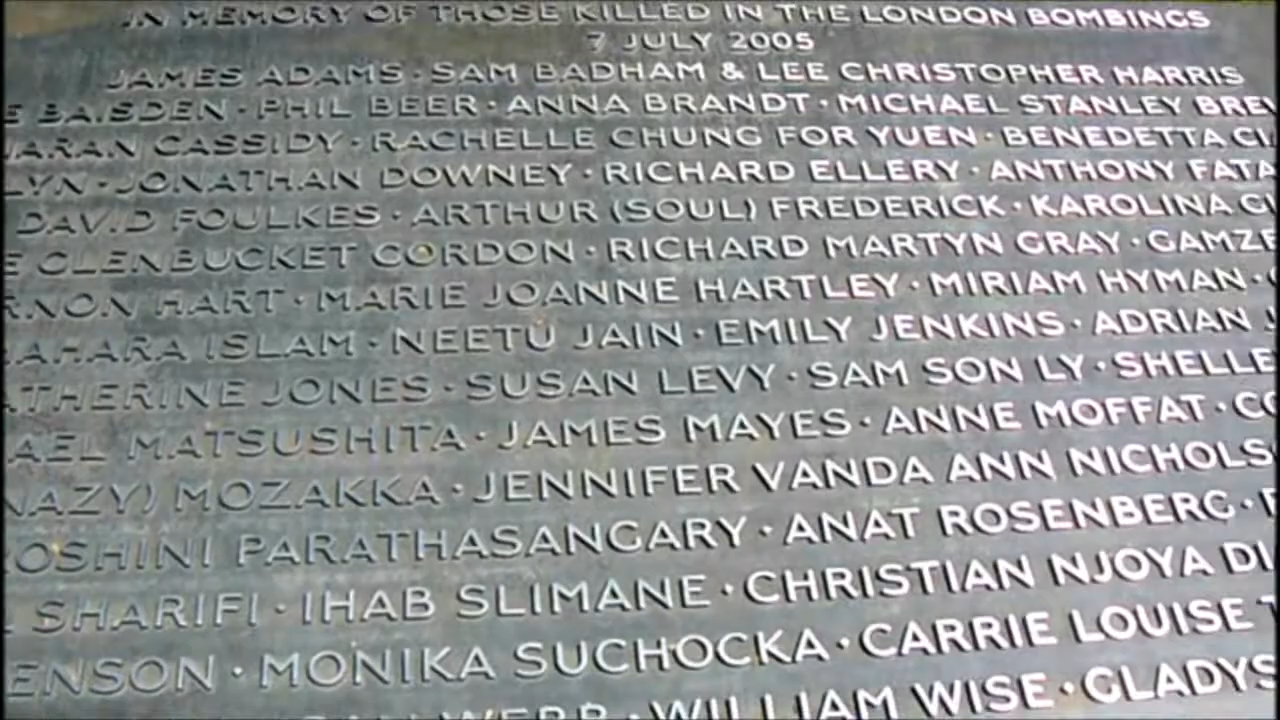 IN MEMORY OF THOSE KILLED IN THE LONDON BOMBINGS
7 JULY 2005
JAMES ADAMS · SAM BADHAM & LEE CHRISTOPHER HARRIS
BAISDEN · PHIL BEER · ANNA BRANDT · MICHAEL STANLEY
CASSIDY · RACHELLE CHUNG FOR YUEN · BENEDETTA
JONATHAN DOWNEY · RICHARD ELLERY · ANTHONY
DAVID FOULKES · ARTHUR (SOUL) FREDERICK · KAROLINA
GLENBUCKET GORDON · RICHARD MARTYN GRAY · GAMZE
HART · MARIE JOANNE HARTLEY · MIRIAM HYMAN ·
ISLAM · NEETU JAIN · EMILY JENKINS · ADRIAN
JONES · SUSAN LEVY · SAM SON LY ·
MATSUSHITA · JAMES MAYES · ANNE MOFFAT ·
MOZAKKA · JENNIFER VANDA ANN
PARATHASANGARY · ANAT ROSENBERG ·
SHARIFI · IHAB SLIMANE · CHRISTIAN NJOYA
MONIKA SUCHOCKA · CARRIE LOUISE
WEBB · WILLIAM WISE · GLADYS